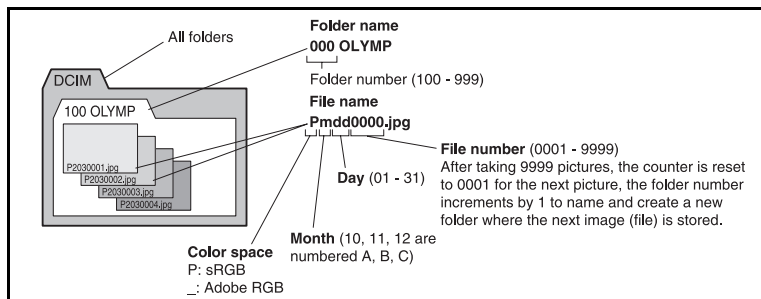 All folders
DCIM
100 OLYMP
P2030001.jpg
P2030002.jpg
P2030003.jpg
P2030004.jpg
Folder name
000 OLYMP
Folder number (100 - 999)
File name
Pmdd0000.jpg
File number (0001 - 9999)
After taking 9999 pictures, the counter is reset
to 0001 for the next picture, the folder number
increments by 1 to name and create a new
folder where the next image (file) is stored.
Day (01 - 31)
Month (10, 11, 12 are
numbered A, B, C)
Color space
P: sRGB
_: Adobe RGB